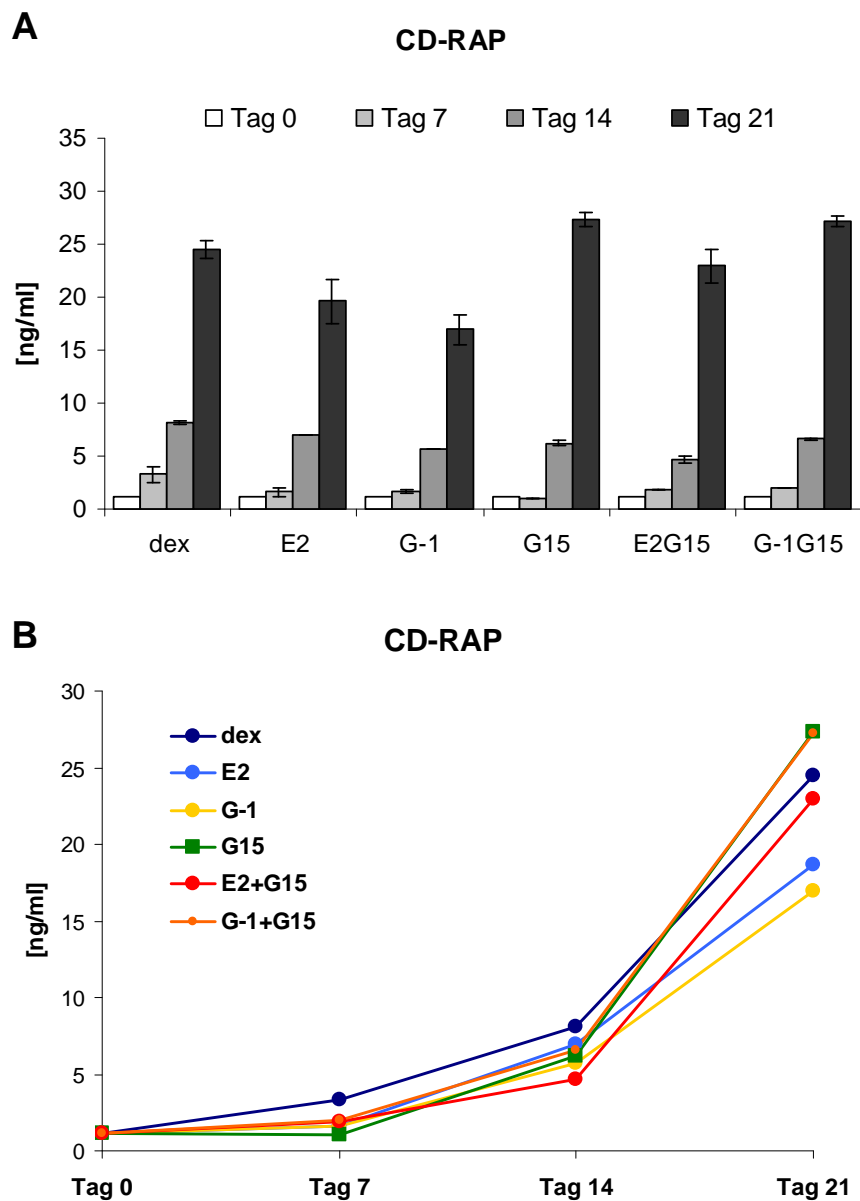 A
CD-RAP
Tag 0 Tag 7 Tag 14 Tag 21
35
30
25
20
15
10
5
0
[ng/ml]
dex E2 G-1 G15 E2G15 G-1G15
B
CD-RAP
30
25
20
15
10
5
0
[ng/ml]
dex
E2
G-1
G15
E2+G15
G-1+G15
Tag 0 Tag 7 Tag 14 Tag 21